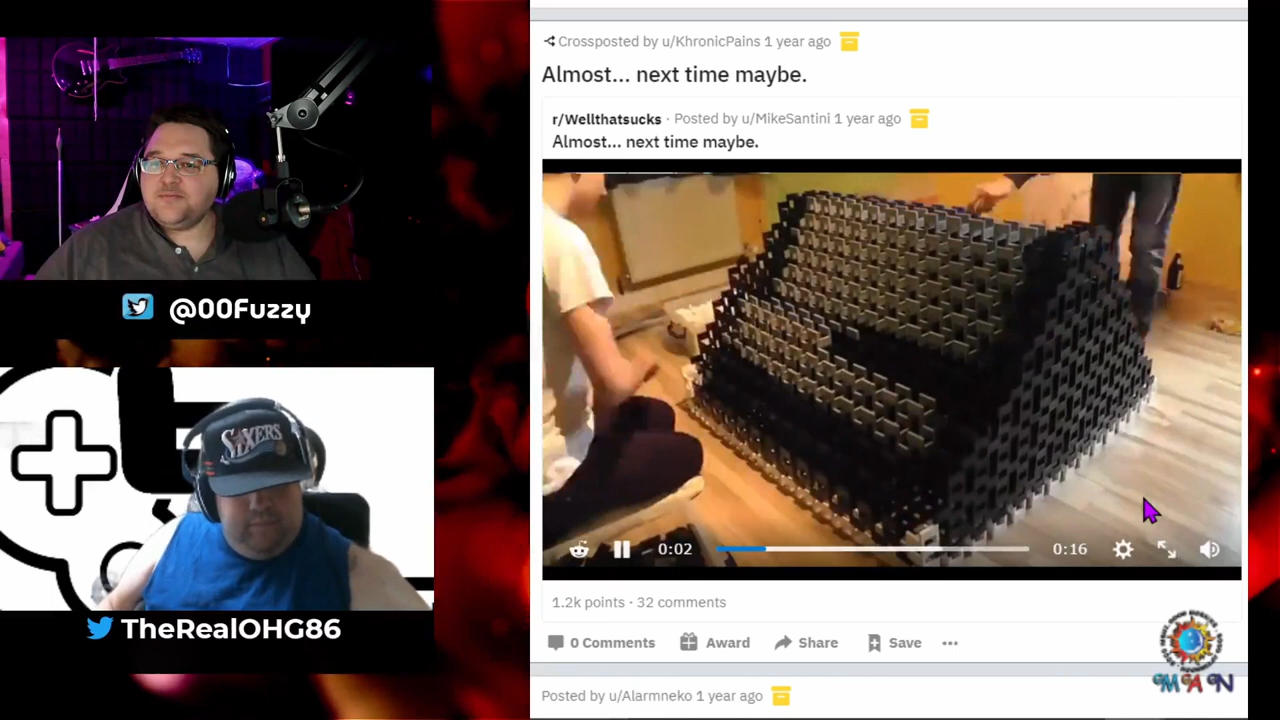 Crossposted by u/KhronicPains 1 year ago
Almost... next time maybe.
r/Wellthatsucks · Posted by u/MikeSantini 1 year ago
Almost... next time maybe.
@00Fuzzy
SIXERS
TheRealOHG86
0:02
0:16
1.2k points · 32 comments
0 Comments
Award
Share
Save
MAN
Posted by u/Alarmneko 1 year ago